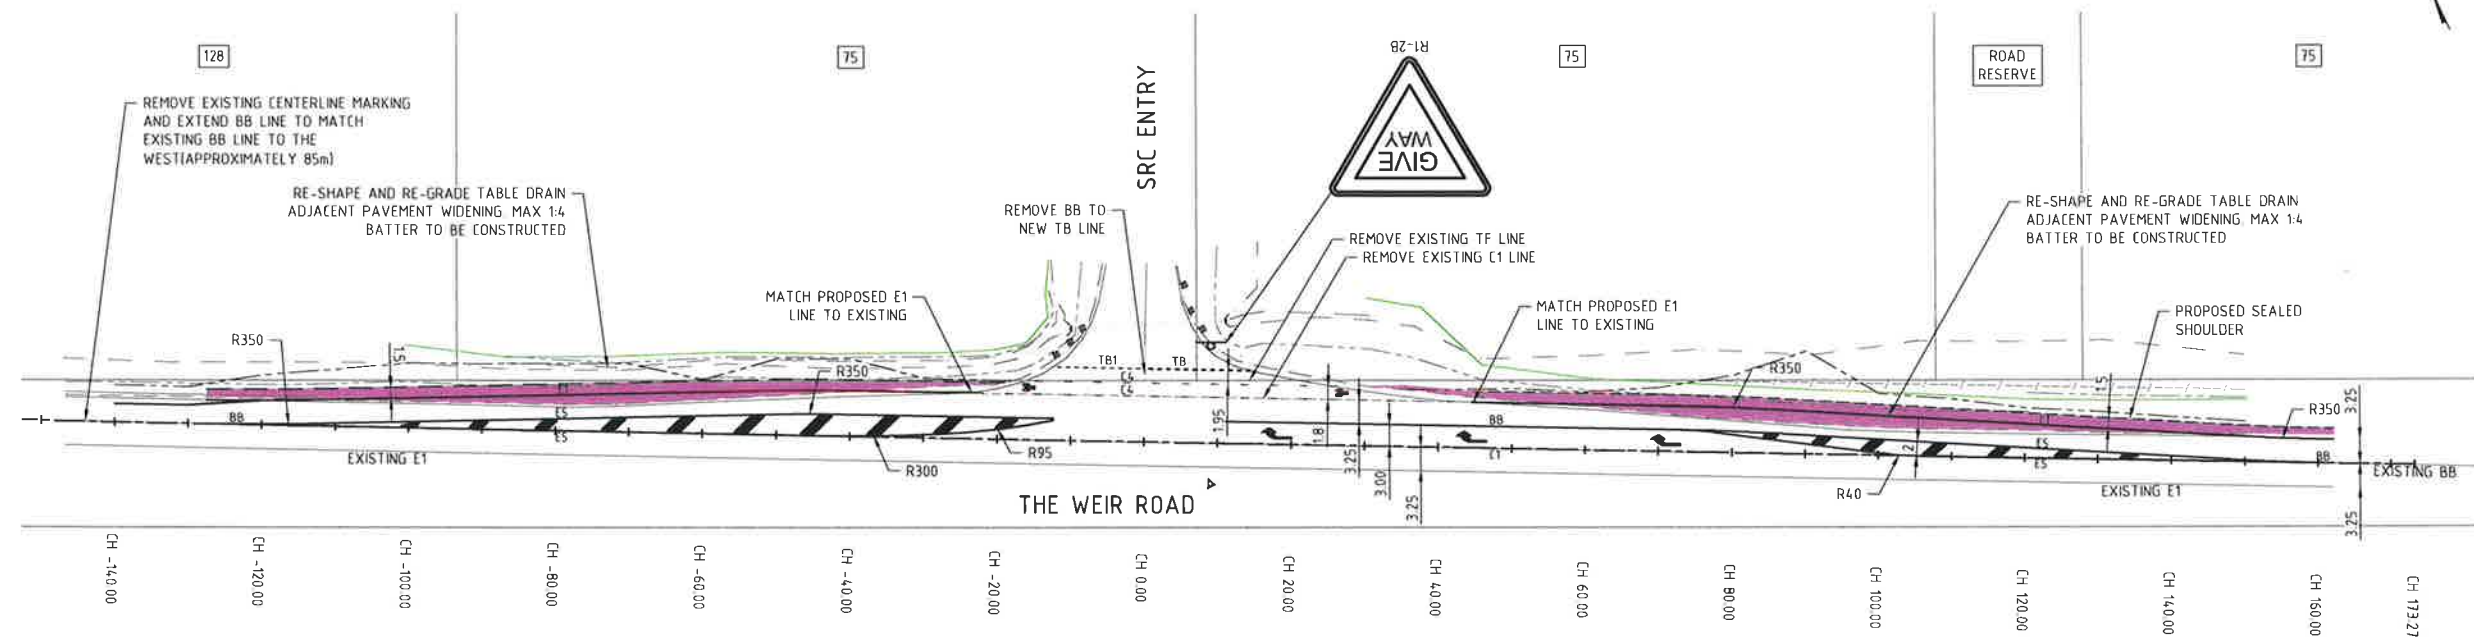 128
75
75
ROAD
RESERVE
75
REMOVE EXISTING CENTERLINE MARKING
AND EXTEND BB LINE TO MATCH
EXISTING BB LINE TO THE
WEST(APPROXIMATELY 85m)
RE-SHAPE AND RE-GRADE TABLE DRAIN
ADJACENT PAVEMENT WIDENING. MAX 1:4
BATTER TO BE CONSTRUCTED
SRC ENTRY
R1-2B
GIVE
WAY
REMOVE BB TO
NEW TB LINE
REMOVE EXISTING TF LINE
REMOVE EXISTING C1 LINE
RE-SHAPE AND RE-GRADE TABLE DRAIN
ADJACENT PAVEMENT WIDENING. MAX 1:4
BATTER TO BE CONSTRUCTED
MATCH PROPOSED E1
LINE TO EXISTING
MATCH PROPOSED E1
LINE TO EXISTING
PROPOSED SEALED
SHOULDER
R350
1.5
R350
TB1
TB
R350
1.5
3.25
R350
BB
ES
ES
EXISTING E1
R300
R95
1.95
1.8
3.25
3.00
3.25
BB
C1
2
ES
ES
BB
R40
EXISTING E1
EXISTING BB
3.25
THE WEIR ROAD
CH -140.00
CH -120.00
CH -100.00
CH -80.00
CH -60.00
CH -40.00
CH -20.00
CH 0.00
CH 20.00
CH 40.00
CH 60.00
CH 80.00
CH 100.00
CH 120.00
CH 140.00
CH 160.00
CH 173.27